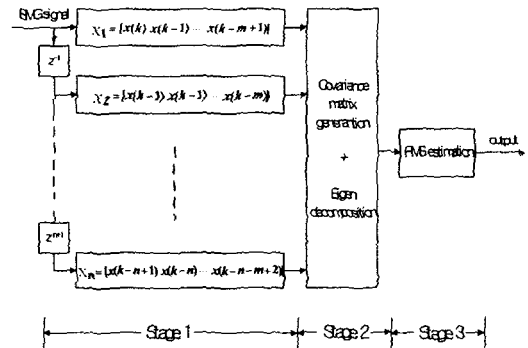 EMG signal
X1 = {x(k) x(k-1) ... x(k-m+1)}
z-1
X2 = {x(k-1) x(k-1) ... x(k-m)}
Covariance
matrix
generantion
+
Eigen
decomposition
RMS estimation
output
z-n+1
Xn = {x(k-n+1) x(k-n) ... x(k-n-m+2)}
Stage 1
Stage 2
Stage 3